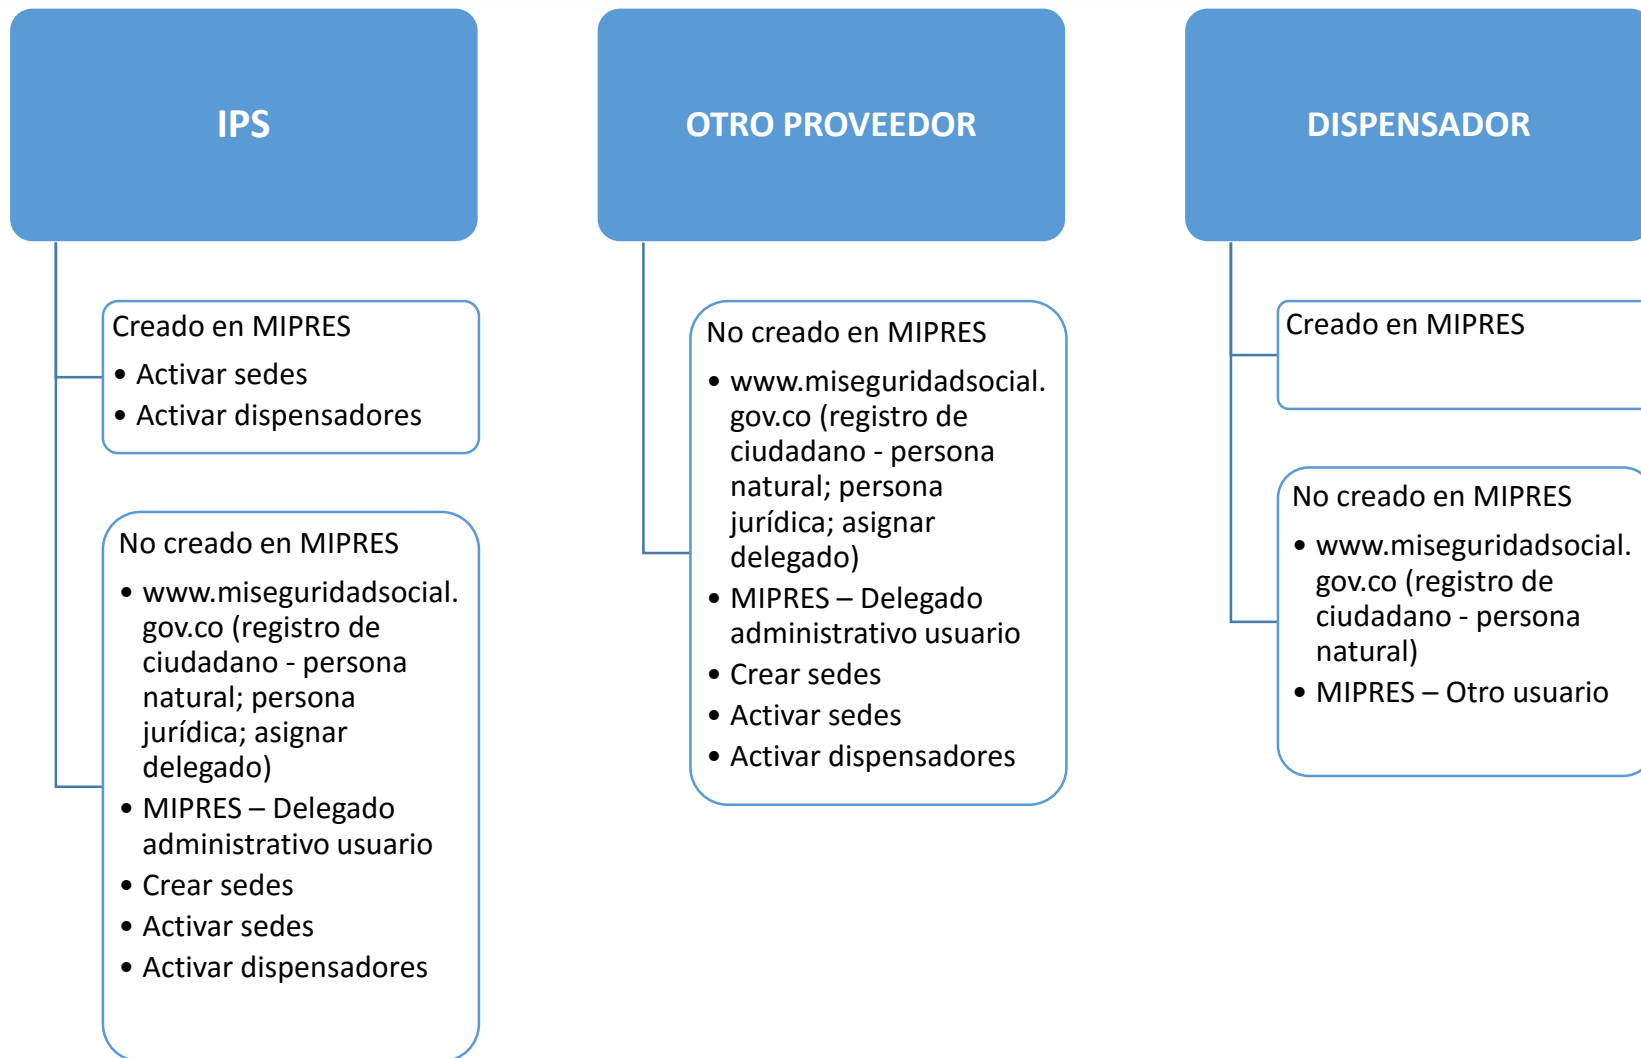 IPS
Creado en MIPRES
• Activar sedes
• Activar dispensadores
No creado en MIPRES
• www.miseguridadsocial.
gov.co (registro de
ciudadano - persona
natural; persona
jurídica; asignar
delegado)
• MIPRES – Delegado
administrativo usuario
• Crear sedes
• Activar sedes
• Activar dispensadores
OTRO PROVEEDOR
No creado en MIPRES
• www.miseguridadsocial.
gov.co (registro de
ciudadano - persona
natural; persona
jurídica; asignar
delegado)
• MIPRES – Delegado
administrativo usuario
• Crear sedes
• Activar sedes
• Activar dispensadores
DISPENSADOR
Creado en MIPRES
No creado en MIPRES
• www.miseguridadsocial.
gov.co (registro de
ciudadano - persona
natural)
• MIPRES – Otro usuario